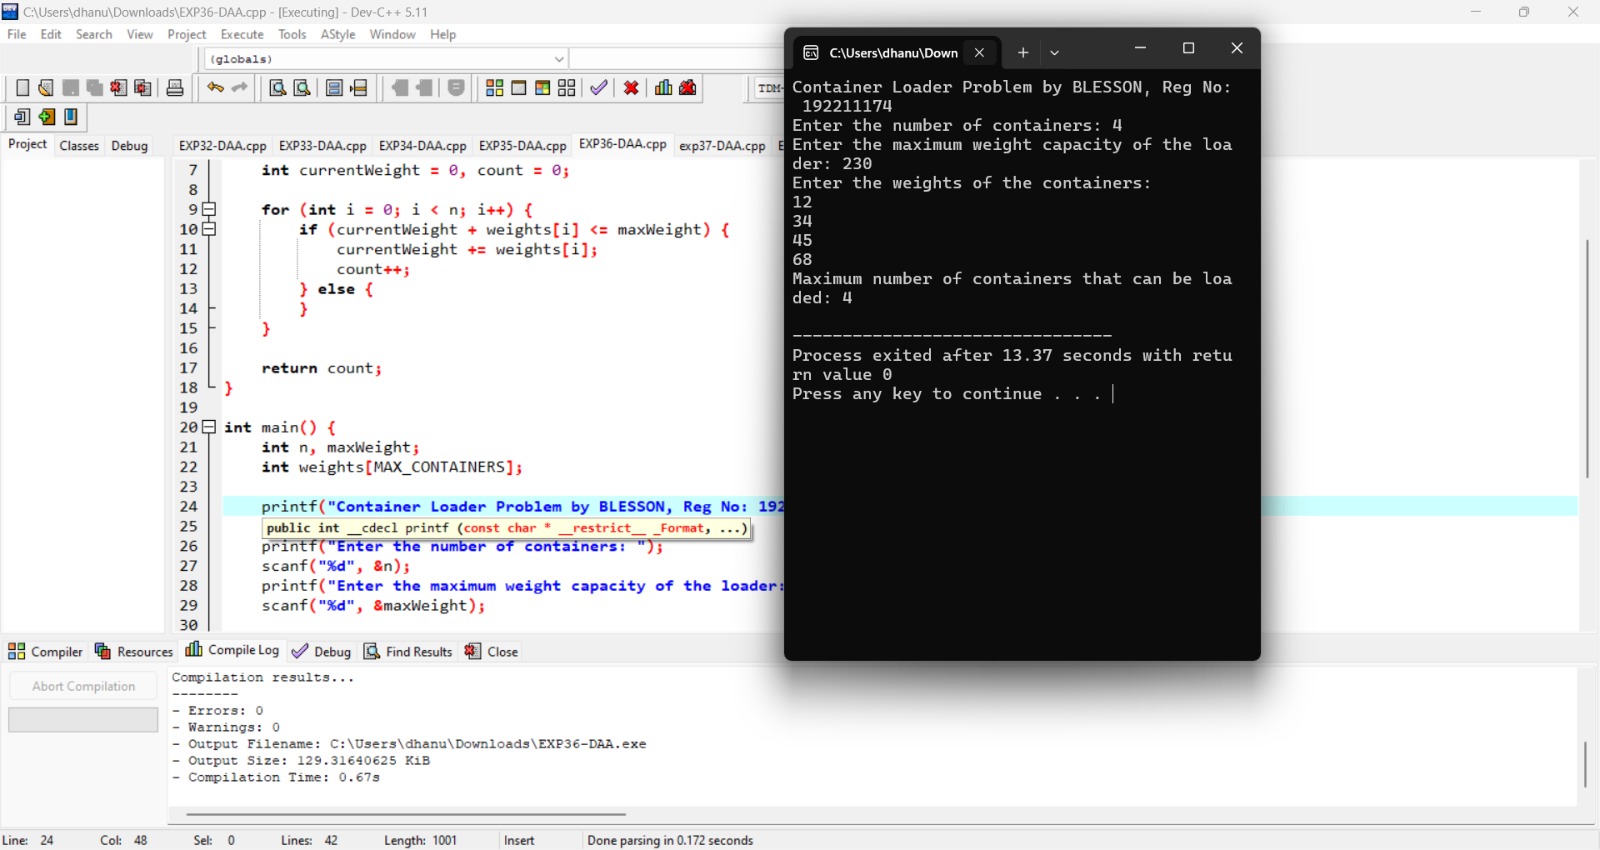 C:\Users\dhanu\Downloads\EXP36-DAA.cpp - [Executing] - Dev-C++ 5.11
File Edit Search View Project Execute Tools AStyle Window Help
(globals)
TDM-
Project Classes Debug
EXP32-DAA.cpp EXP33-DAA.cpp EXP34-DAA.cpp EXP35-DAA.cpp EXP36-DAA.cpp exp37-DAA.cpp E
7 int currentWeight = 0, count = 0;
8
9 for (int i = 0; i < n; i++) {
10 if (currentWeight + weights[i] <= maxWeight) {
11 currentWeight += weights[i];
12 count++;
13 } else {
14 }
15 }
16
17 return count;
18 }
19
20 int main() {
21 int n, maxWeight;
22 int weights[MAX_CONTAINERS];
23
24 printf("Container Loader Problem by BLESSON, Reg No: 192
25 public int __cdecl printf (const char * __restrict__ _Format, ...)
26 printf("Enter the number of containers: ");
27 scanf("%d", &n);
28 printf("Enter the maximum weight capacity of the loader:
29 scanf("%d", &maxWeight);
30
C:\Users\dhanu\Down
Container Loader Problem by BLESSON, Reg No:
192211174
Enter the number of containers: 4
Enter the maximum weight capacity of the loa
der: 230
Enter the weights of the containers:
12
34
45
68
Maximum number of containers that can be loa
ded: 4
--------------------------------
Process exited after 13.37 seconds with retu
rn value 0
Press any key to continue . . .
Compiler Resources Compile Log Debug Find Results Close
Abort Compilation
Compilation results...
--------
- Errors: 0
- Warnings: 0
- Output Filename: C:\Users\dhanu\Downloads\EXP36-DAA.exe
- Output Size: 129.31640625 KiB
- Compilation Time: 0.67s
Line: 24 Col: 48 Sel: 0 Lines: 42 Length: 1001 Insert Done parsing in 0.172 seconds